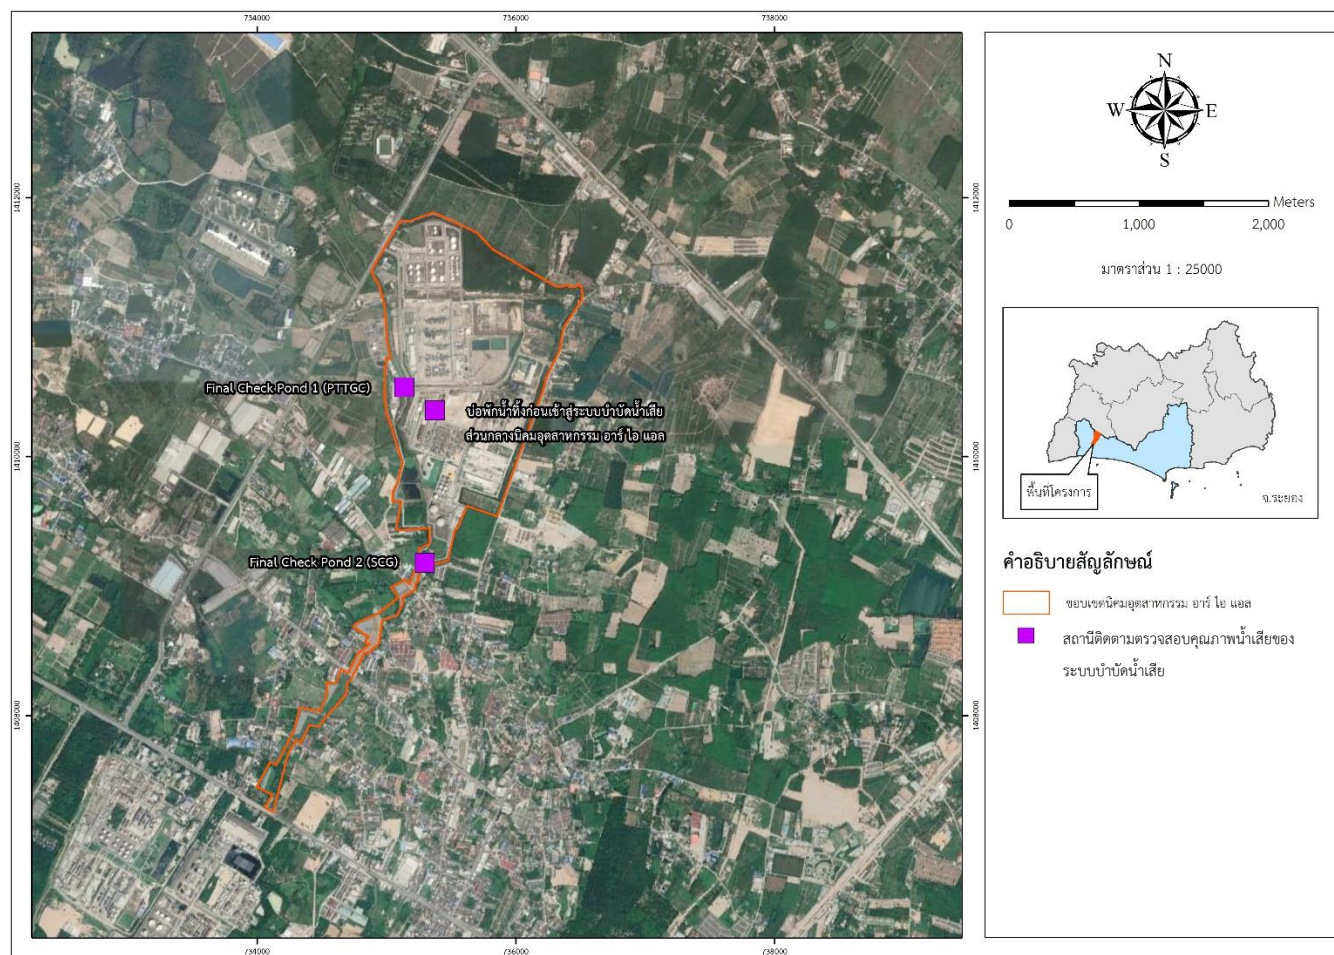 734000
736000
738000
1412000
1410000
1408000
1412000
1410000
1408000
Final Check Pond 1 (PTTGC)
บ่อพักน้ำทิ้งก่อนเข้าสู่ระบบบำบัดน้ำเสีย
ส่วนกลางนิคมอุตสาหกรรม อาร์ ไอ แอล
Final Check Pond 2 (SCG)
734000
736000
738000
N
W
E
S
Meters
0
1,000
2,000
มาตราส่วน 1 : 25000
พื้นที่โครงการ
จ.ระยอง
คำอธิบายสัญลักษณ์
ขอบเขตนิคมอุตสาหกรรม อาร์ ไอ แอล
สถานีติดตามตรวจสอบคุณภาพน้ำเสียของ
ระบบบำบัดน้ำเสีย